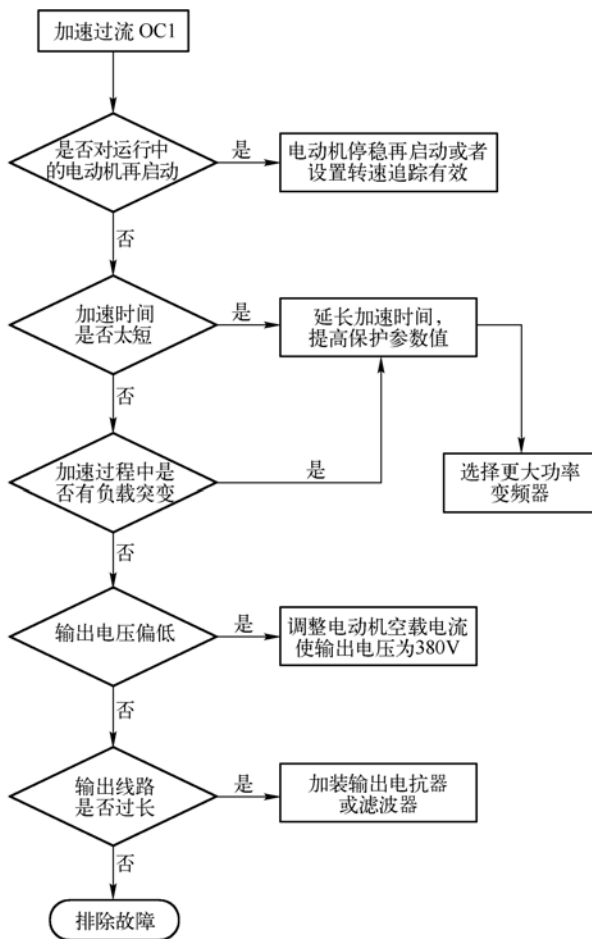 加速过流 OC1
是否对运行中
的电动机再启动
是
电动机停稳再启动或者
设置转速追踪有效
否
加速时间
是否太短
是
延长加速时间，
提高保护参数值
否
加速过程中是
否有负载突变
是
选择更大功率
变频器
否
输出电压偏低
是
调整电动机空载电流
使输出电压为380V
否
输出线路
是否过长
是
加装输出电抗器
或滤波器
否
排除故障